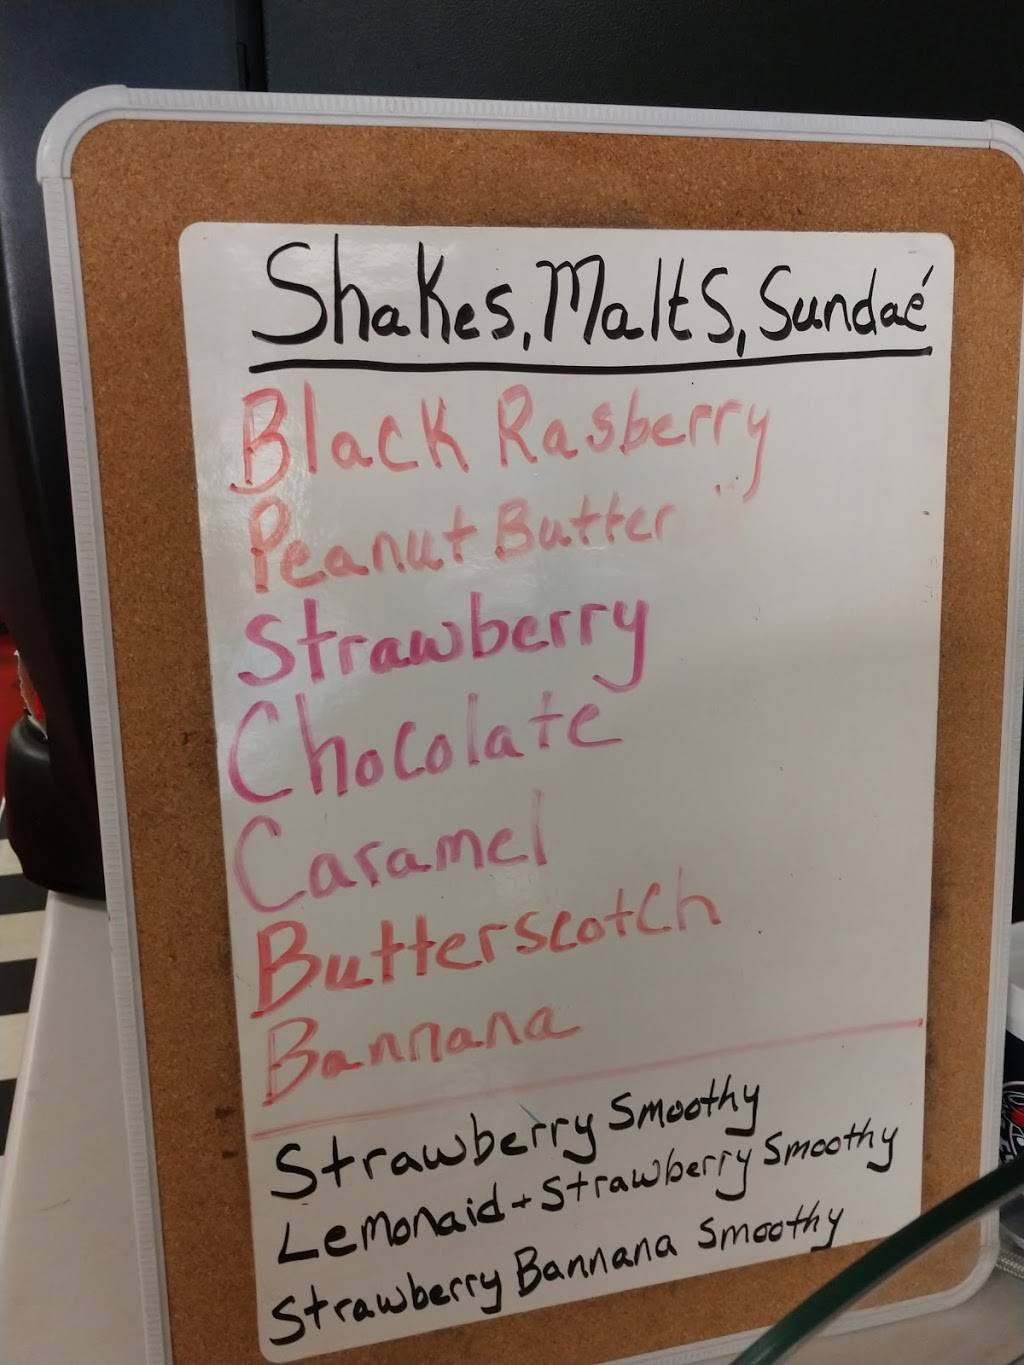 Shakes, Malts, Sundaé
Black Rasberry
Peanut Butter
Strawberry
Chocolate
Caramel
Butterscotch
Bannana
Strawberry Smoothy
Lemonaid + Strawberry Smoothy
Strawberry Bannana Smoothy